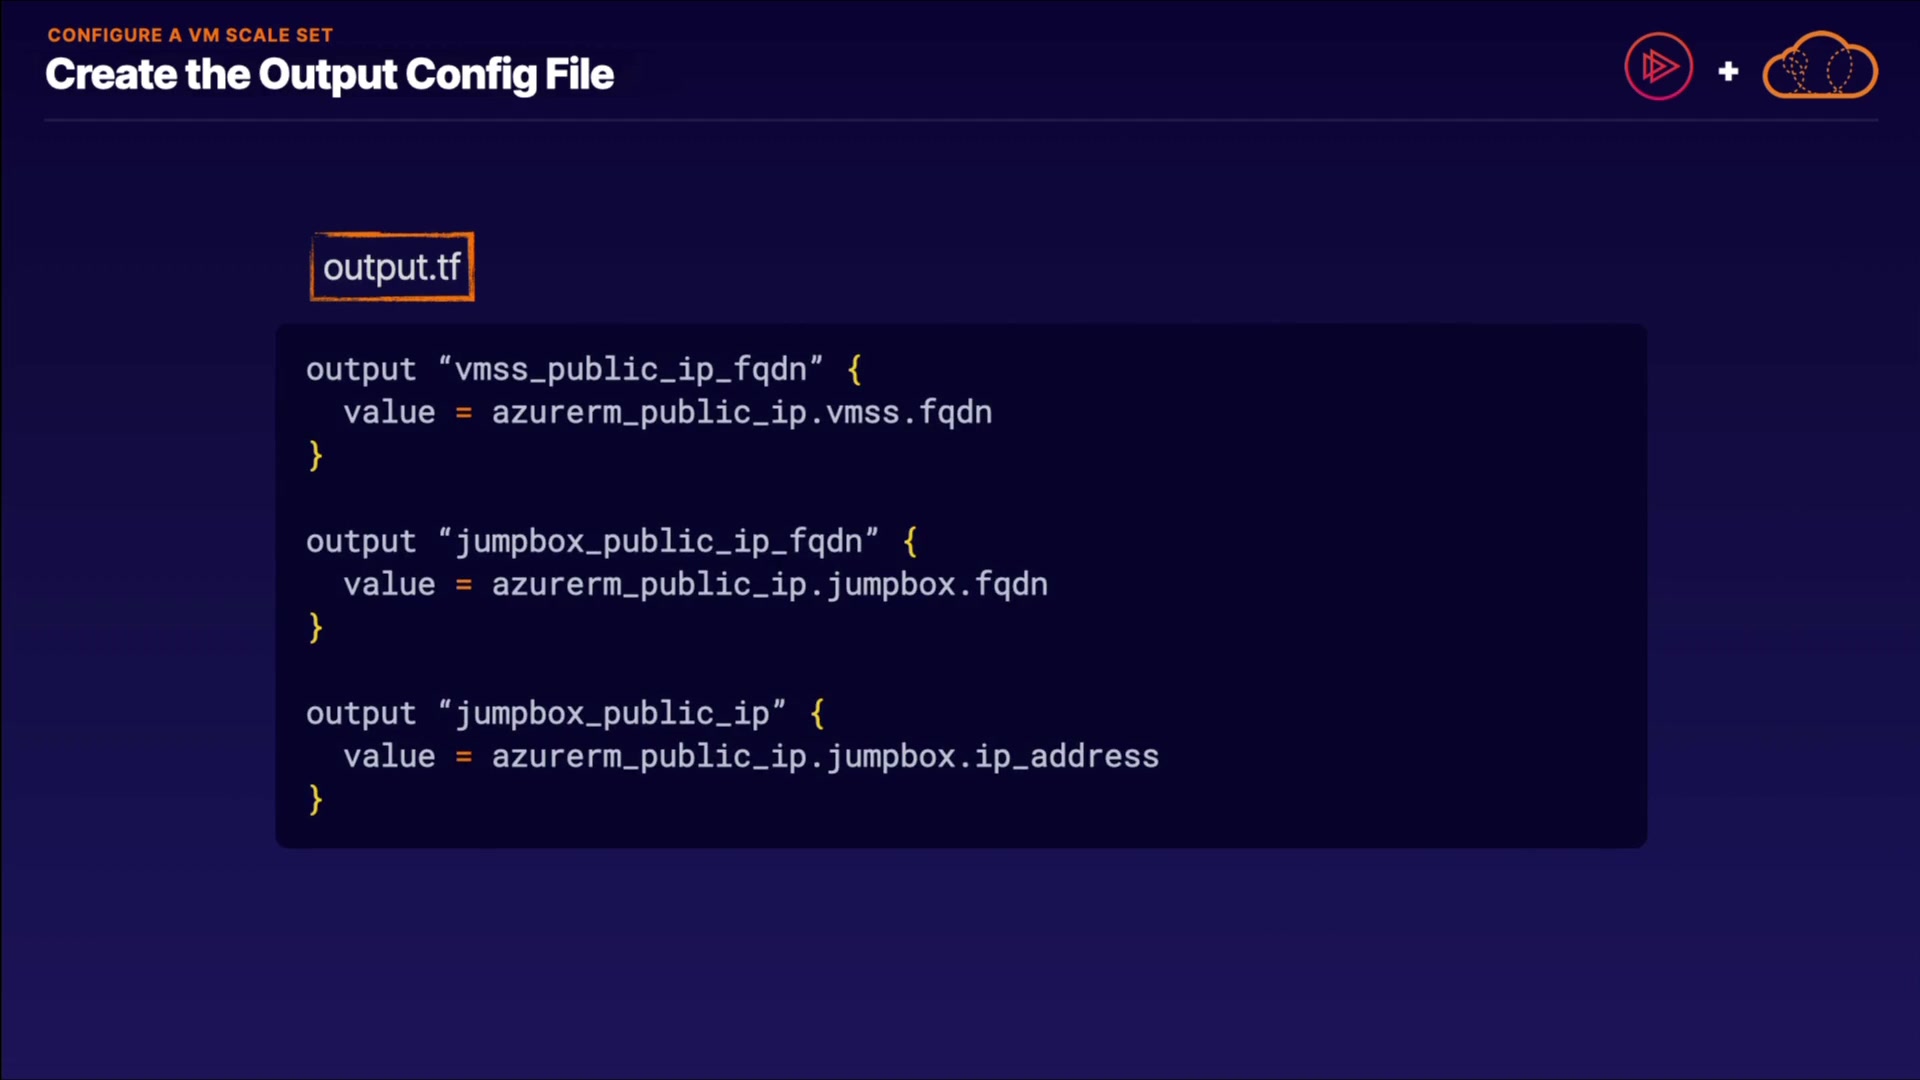 CONFIGURE A VM SCALE SET
Create the Output Config File
+
output.tf
output “vmss_public_ip_fqdn” {
  value = azurerm_public_ip.vmss.fqdn
}
output “jumpbox_public_ip_fqdn” {
  value = azurerm_public_ip.jumpbox.fqdn
}
output “jumpbox_public_ip” {
  value = azurerm_public_ip.jumpbox.ip_address
}